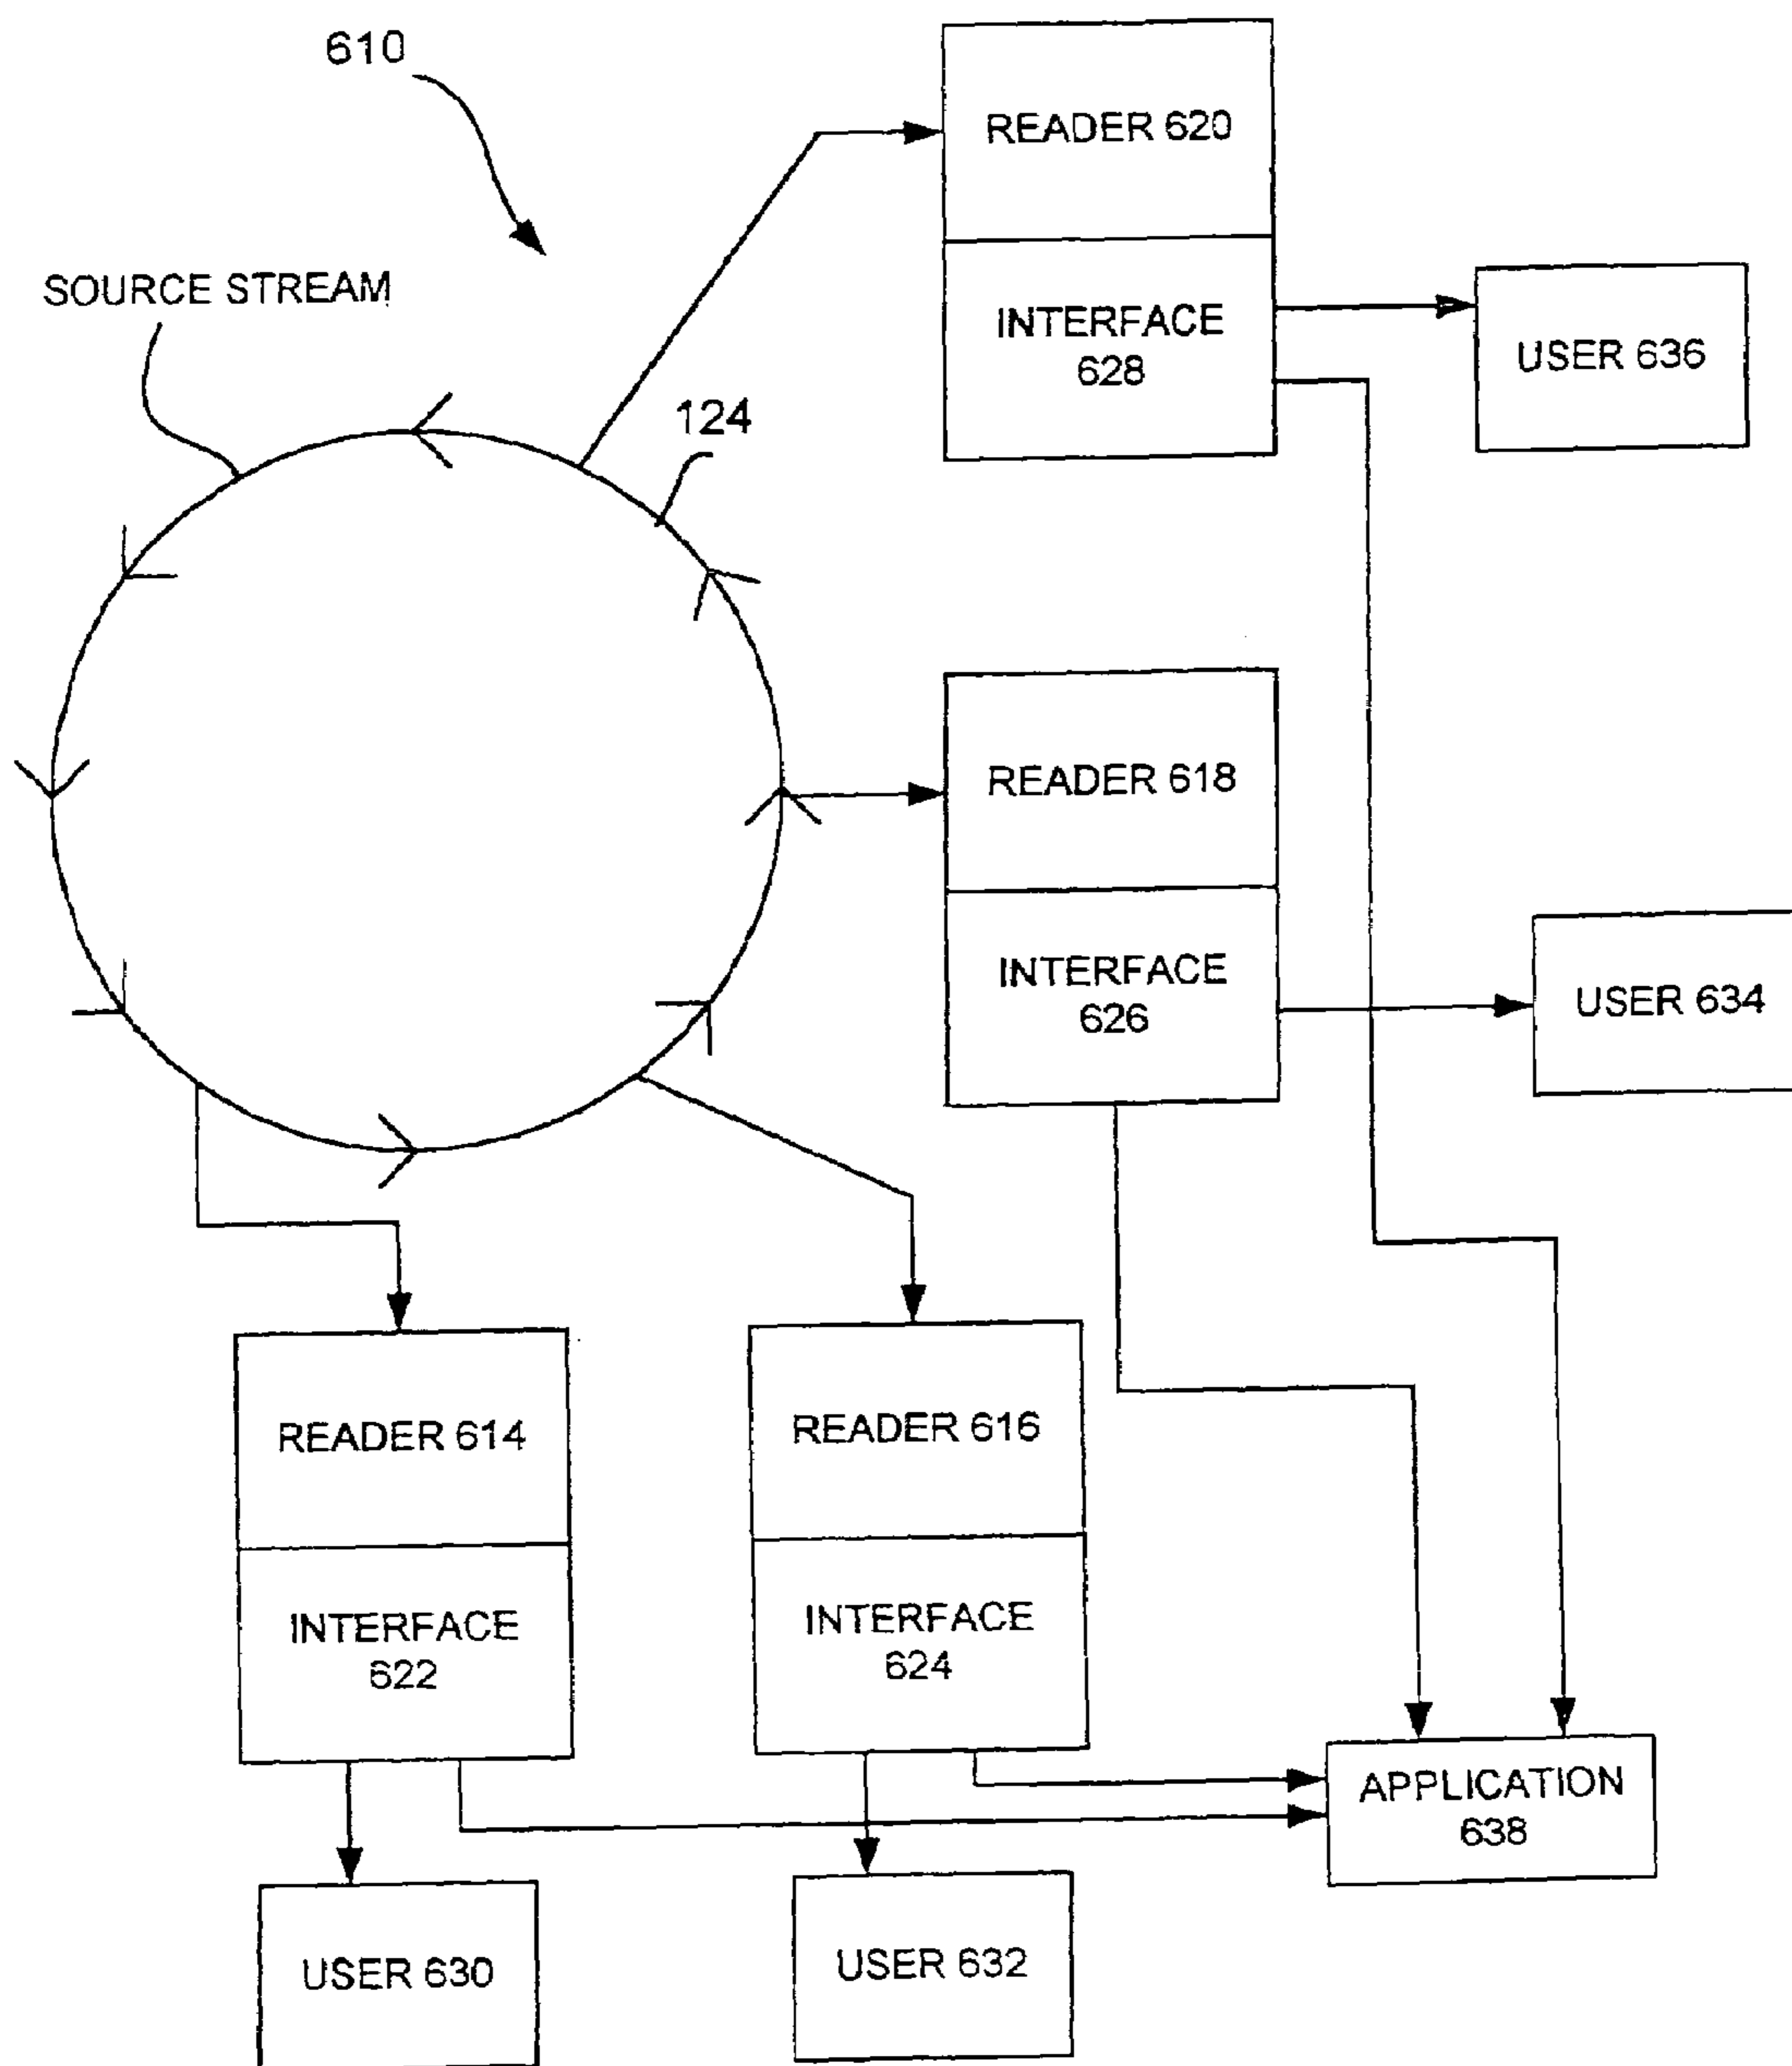 610
READER 620
SOURCE STREAM
INTERFACE
628
USER 636
124
READER 618
INTERFACE
626
USER 634
READER 614
READER 616
INTERFACE
622
INTERFACE
624
APPLICATION
638
USER 630
USER 632